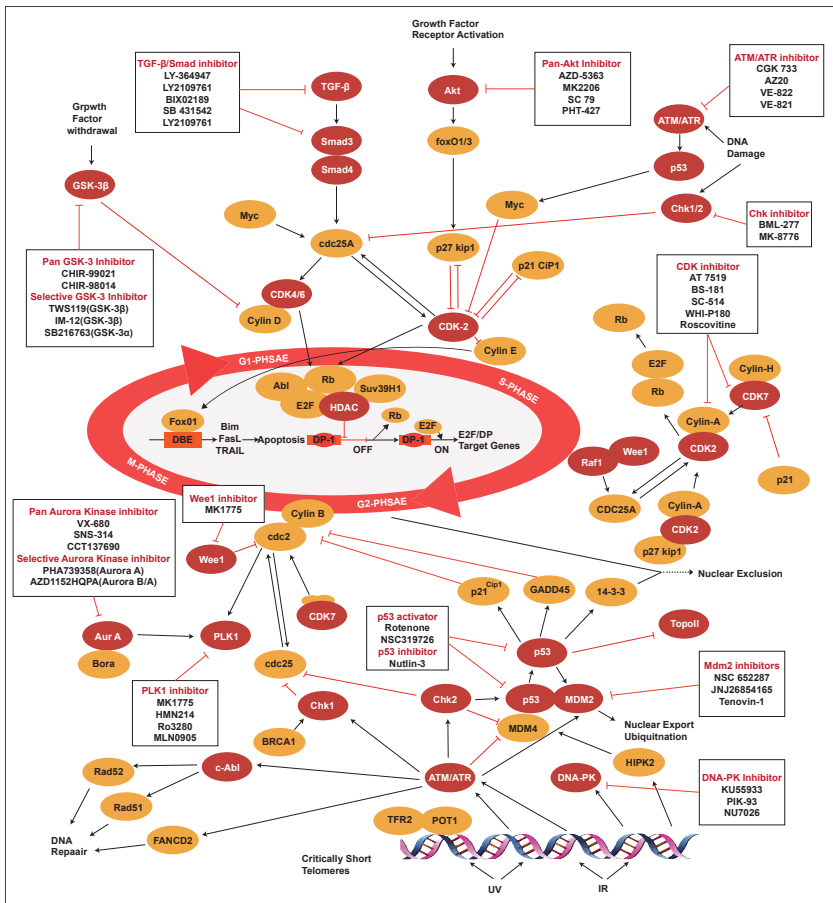 Growth Factor
Receptor Activation
TGF-β/Smad inhibitor
LY-364947
LY2109761
BIX02189
SB 431542
LY2109761
TGF-β
Smad3
Smad4
Akt
foxO1/3
Pan-Akt Inhibitor
AZD-5363
MK2206
SC 79
PHT-427
ATM/ATR inhibitor
CGK 733
AZ20
VE-822
VE-821
ATM/ATR
p53
DNA
Damage
Chk1/2
Chk inhibitor
BML-277
MK-8776
Grpwth
Factor
withdrawal
GSK-3β
Myc
cdc25A
p27 kip1
Myc
p21 CiP1
Pan GSK-3 Inhibitor
CHIR-99021
CHIR-98014
Selective GSK-3 Inhibitor
TWS119(GSK-3β)
IM-12(GSK-3β)
SB216763(GSK-3α)
CDK4/6
Cylin D
CDK-2
Cylin E
CDK inhibitor
AT 7519
BS-181
SC-514
WHI-P180
Roscovitine
Rb
E2F
Rb
Cylin-H
CDK7
Cylin-A
CDK2
p21
Raf1
Wee1
CDC25A
Cylin-A
CDK2
p27 kip1
G1-PHSAE
S-PHASE
M-PHASE
G2-PHSAE
Abl
Rb
Suv39H1
E2F
HDAC
Fox01
DBE
Bim
FasL
TRAIL
Apoptosis
DP-1
OFF
Rb
E2F
DP-1
ON
E2F/DP
Target Genes
Pan Aurora Kinase inhibitor
VX-680
SNS-314
CCT137690
Selective Aurora Kinase inhibitor
PHA739358(Aurora A)
AZD1152HQPA(Aurora B/A)
Wee1 inhibitor
MK1775
Wee1
Cylin B
cdc2
CDK7
Nuclear Exclusion
p21 Cip1
GADD45
14-3-3
Aur A
Bora
PLK1
cdc25
p53 activator
Rotenone
NSC319726
p53 inhibitor
Nutlin-3
p53
TopoII
PLK1 inhibitor
MK1775
HMN214
Ro3280
MLN0905
Chk1
BRCA1
Chk2
p53
MDM2
MDM4
Mdm2 inhibitors
NSC 652287
JNJ26854165
Tenovin-1
Nuclear Export
Ubiquitnation
HIPK2
Rad52
c-Abl
ATM/ATR
DNA-PK
DNA-PK Inhibitor
KU55933
PIK-93
NU7026
Rad51
FANCD2
DNA
Repaair
TFR2
POT1
Critically Short
Telomeres
UV
IR